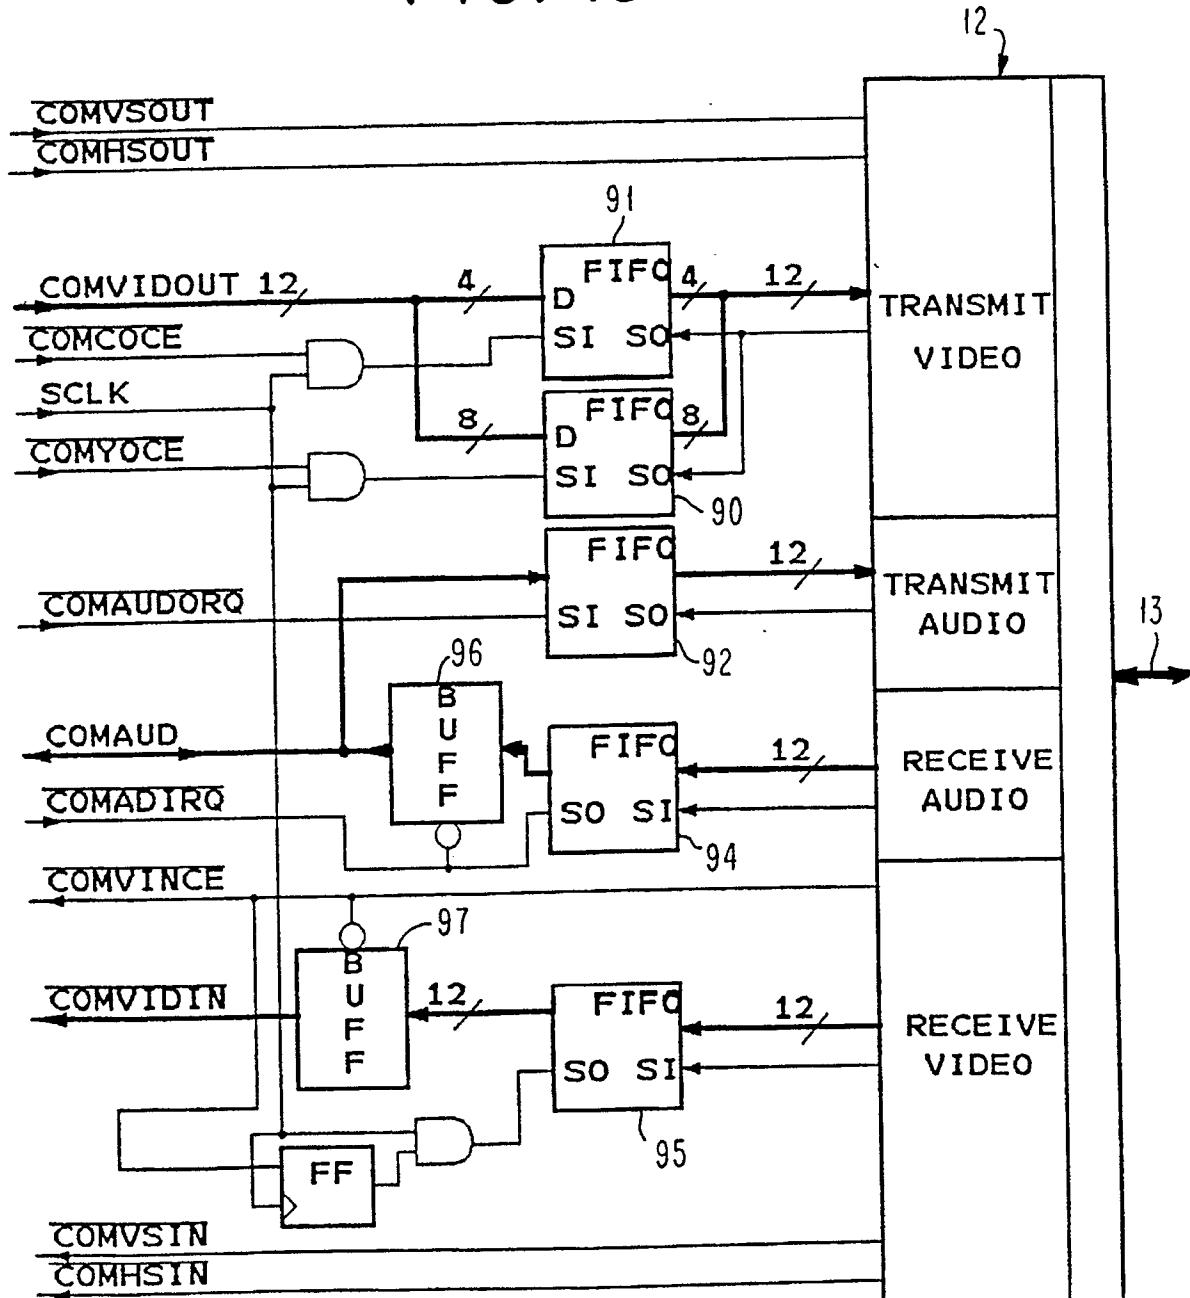 12
COMVSOUT
COMHSOUT
91
FIFO
COMVIDOUT 12
4
D
4
12
TRANSMIT
VIDEO
COMCOCE
SI SO
SCLK
FIFO
8
D
8
COMYOCE
SI SO
90
FIFO
12
TRANSMIT
AUDIO
COMAUDORQ
SI SO
92
13
96
BUFF
COMAUD
FIFO
12
RECEIVE
AUDIO
COMADIRQ
SO SI
94
COMVINCE
97
BUFF
COMVIDIN
12
FIFO
12
RECEIVE
VIDEO
SO SI
95
FF
COMVSIN
COMHSIN